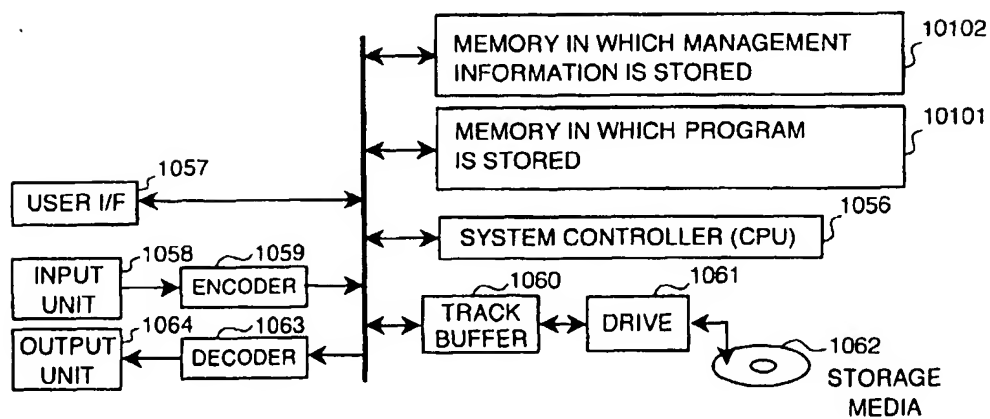 MEMORY IN WHICH MANAGEMENT
INFORMATION IS STORED
10102
MEMORY IN WHICH PROGRAM
IS STORED
10101
1057
USER I/F
1056
SYSTEM CONTROLLER (CPU)
1058
INPUT
UNIT
1059
ENCODER
1060
TRACK
BUFFER
1061
DRIVE
1064
OUTPUT
UNIT
1063
DECODER
1062
STORAGE
MEDIA